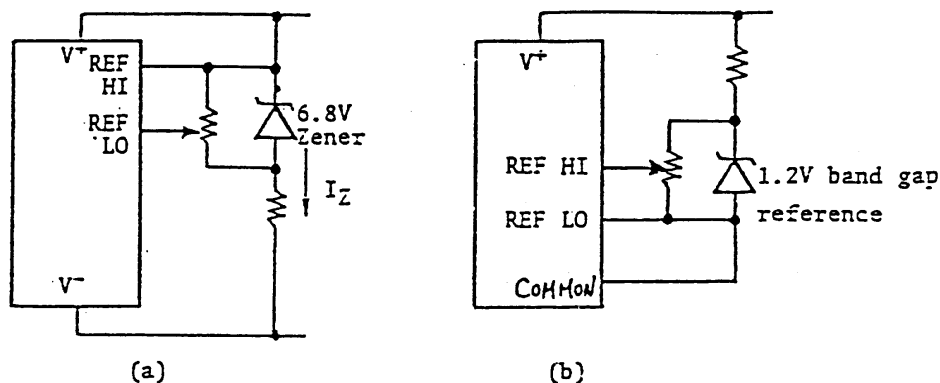 V+
REF
HI
REF
LO
6.8V
Zener
IZ
V-
(a)
V+
REF HI
REF LO
COMMON
1.2V band gap
reference
(b)